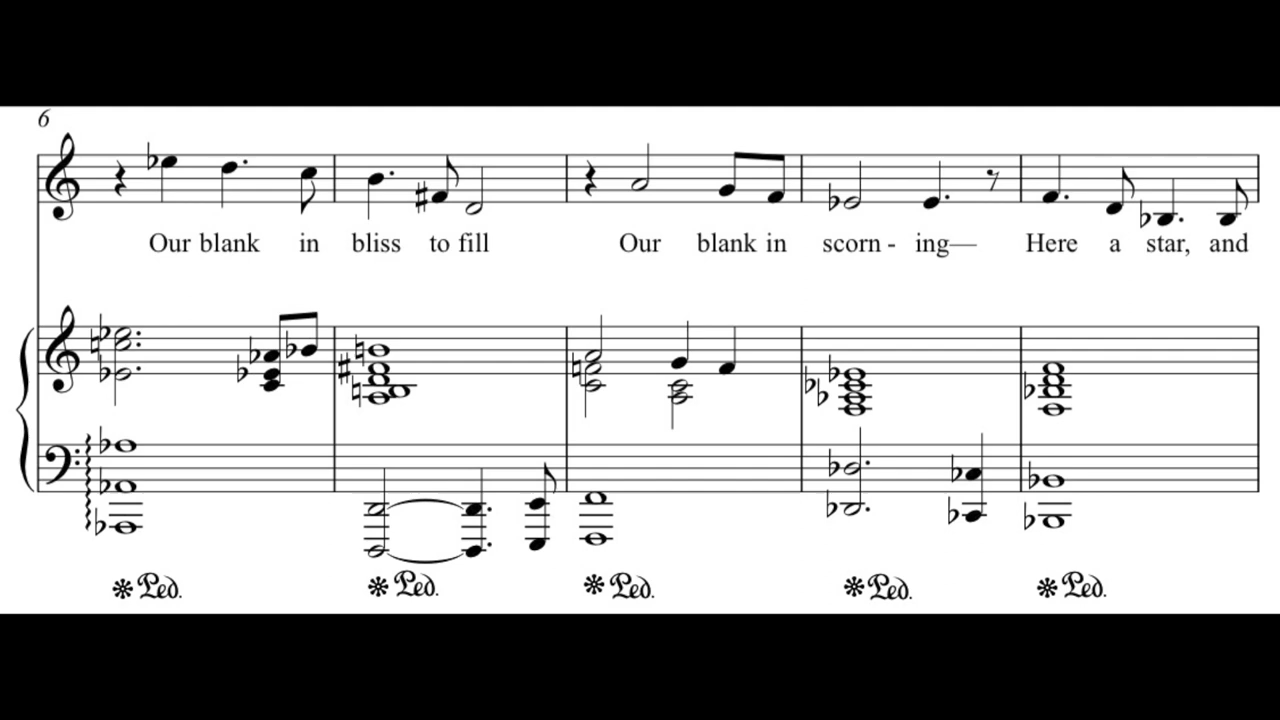 6
Our blank in bliss to fill Our blank in scorn - ing— Here a star, and
Ped. Ped. Ped. Ped. Ped.